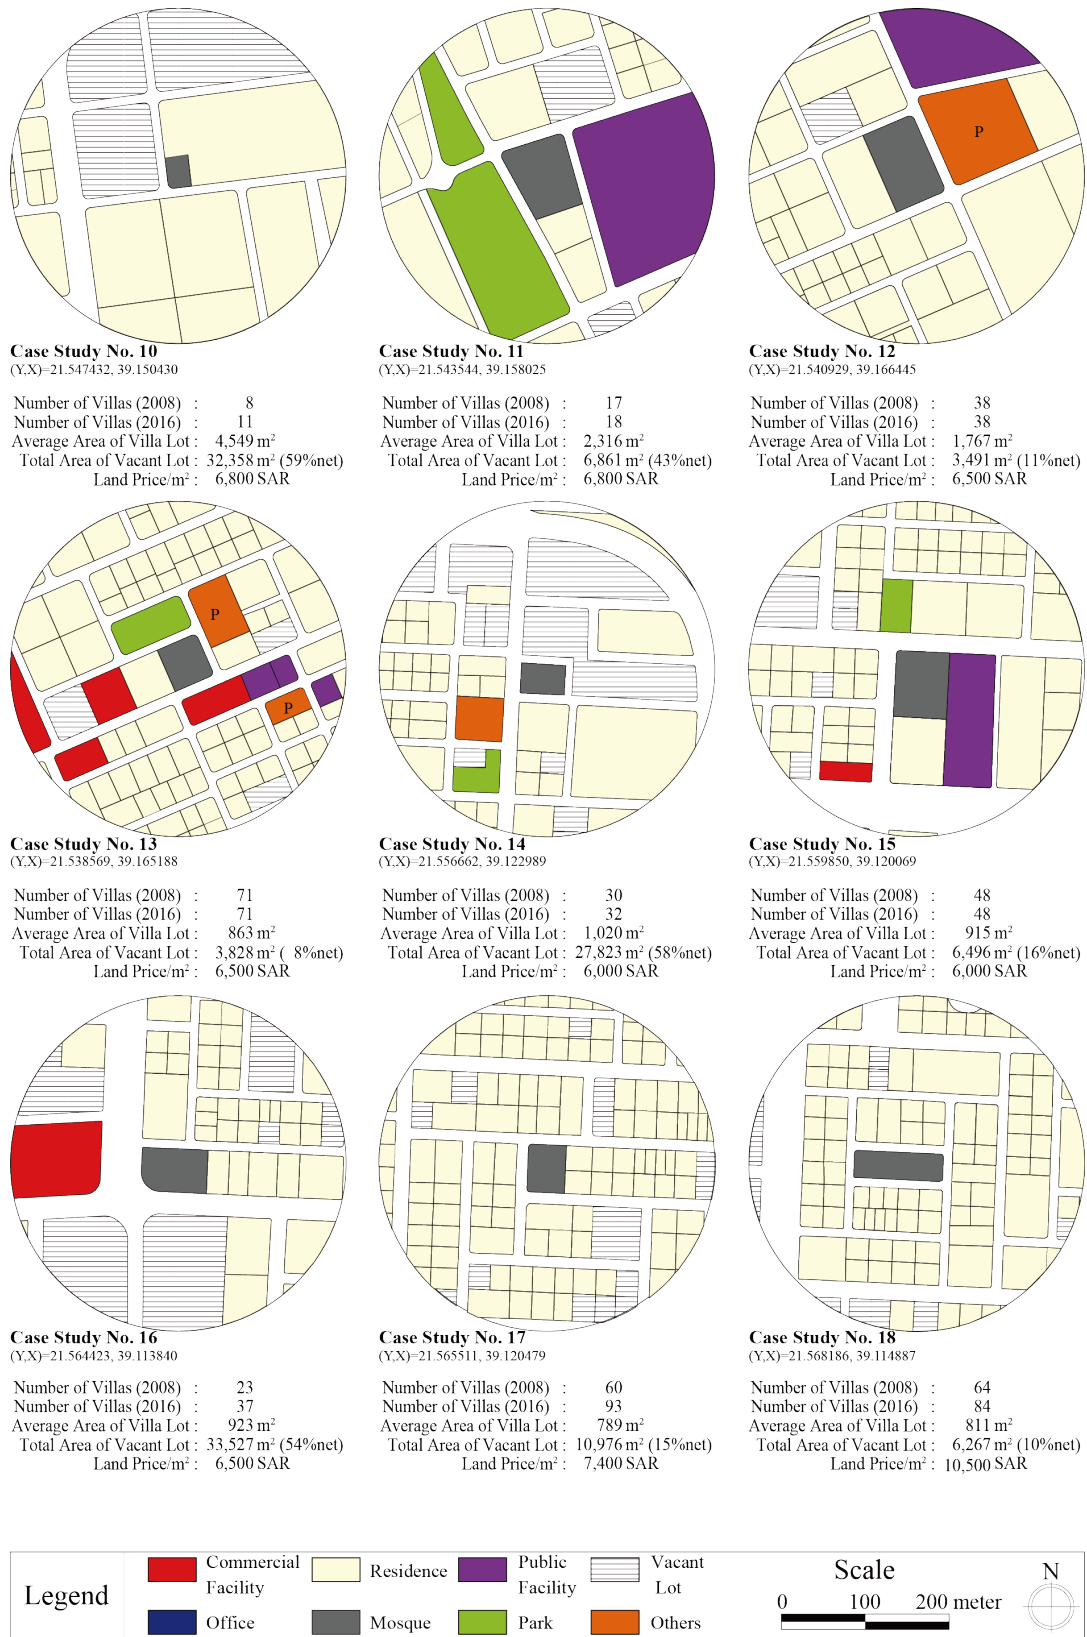 P
Case Study No. 10
(Y,X)=21.547432, 39.150430
Number of Villas (2008) : 8
Number of Villas (2016) : 11
Average Area of Villa Lot : 4,549 m²
Total Area of Vacant Lot : 32,358 m² (59%net)
Land Price/m² : 6,800 SAR
Case Study No. 11
(Y,X)=21.543544, 39.158025
Number of Villas (2008) : 17
Number of Villas (2016) : 18
Average Area of Villa Lot : 2,316 m²
Total Area of Vacant Lot : 6,861 m² (43%net)
Land Price/m² : 6,800 SAR
Case Study No. 12
(Y,X)=21.540929, 39.166445
Number of Villas (2008) : 38
Number of Villas (2016) : 38
Average Area of Villa Lot : 1,767 m²
Total Area of Vacant Lot : 3,491 m² (11%net)
Land Price/m² : 6,500 SAR
P
P
Case Study No. 13
(Y,X)=21.538569, 39.165188
Number of Villas (2008) : 71
Number of Villas (2016) : 71
Average Area of Villa Lot : 863 m²
Total Area of Vacant Lot : 3,828 m² ( 8%net)
Land Price/m² : 6,500 SAR
Case Study No. 14
(Y,X)=21.556662, 39.122989
Number of Villas (2008) : 30
Number of Villas (2016) : 32
Average Area of Villa Lot : 1,020 m²
Total Area of Vacant Lot : 27,823 m² (58%net)
Land Price/m² : 6,000 SAR
Case Study No. 15
(Y,X)=21.559850, 39.120069
Number of Villas (2008) : 48
Number of Villas (2016) : 48
Average Area of Villa Lot : 915 m²
Total Area of Vacant Lot : 6,496 m² (16%net)
Land Price/m² : 6,000 SAR
Case Study No. 16
(Y,X)=21.564423, 39.113840
Number of Villas (2008) : 23
Number of Villas (2016) : 37
Average Area of Villa Lot : 923 m²
Total Area of Vacant Lot : 33,527 m² (54%net)
Land Price/m² : 6,500 SAR
Case Study No. 17
(Y,X)=21.565511, 39.120479
Number of Villas (2008) : 60
Number of Villas (2016) : 93
Average Area of Villa Lot : 789 m²
Total Area of Vacant Lot : 10,976 m² (15%net)
Land Price/m² : 7,400 SAR
Case Study No. 18
(Y,X)=21.568186, 39.114887
Number of Villas (2008) : 64
Number of Villas (2016) : 84
Average Area of Villa Lot : 811 m²
Total Area of Vacant Lot : 6,267 m² (10%net)
Land Price/m² : 10,500 SAR
Legend
Commercial
Facility
Residence
Public
Facility
Vacant
Lot
Office
Mosque
Park
Others
Scale
0 100 200 meter
N